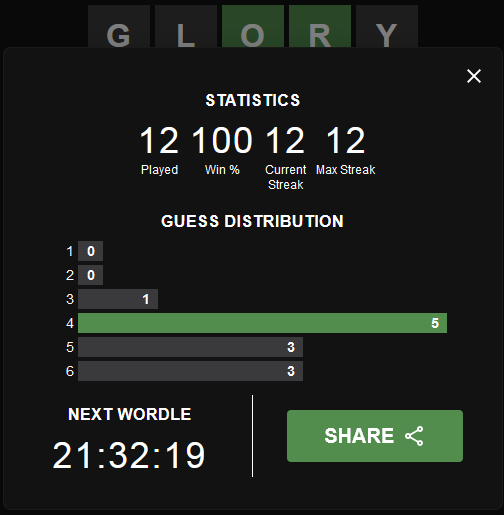 G L O R Y
STATISTICS
12 100 12 12
Played Win % Current Streak Max Streak
GUESS DISTRIBUTION
1 0
2 0
3 1
4 5
5 3
6 3
NEXT WORDLE
21:32:19
SHARE